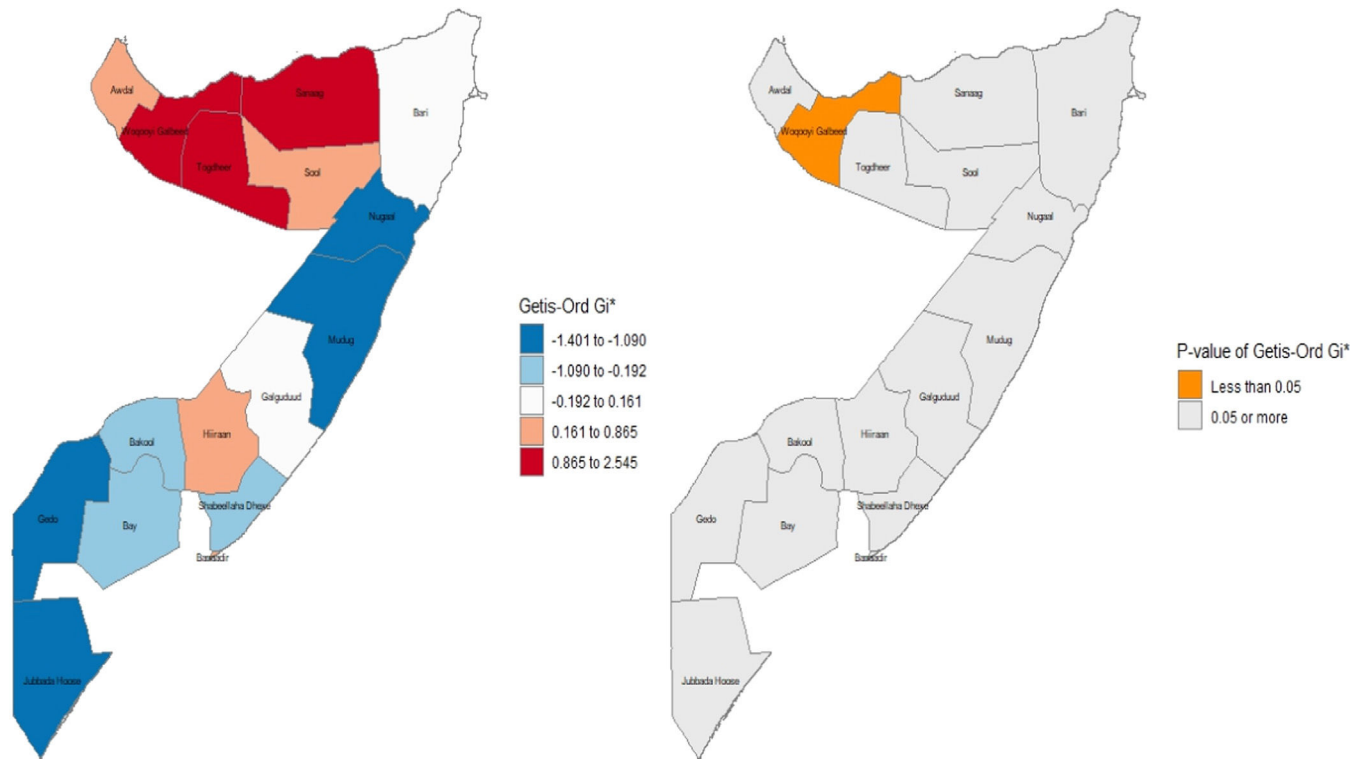 Awdal
Sanaag
Bari
Woqooyi Galbeed
Togdheer
Sool
Nugaal
Mudug
Galguduud
Hiiraan
Bakool
Shabeellaha Dhexe
Gedo
Bay
Banaadir
Jubbada Hoose
Getis-Ord Gi*
-1.401 to -1.090
-1.090 to -0.192
-0.192 to 0.161
0.161 to 0.865
0.865 to 2.545
Awdal
Sanaag
Bari
Woqooyi Galbeed
Togdheer
Sool
Nugaal
Mudug
Galguduud
Hiiraan
Bakool
Shabeellaha Dhexe
Gedo
Bay
Banaadir
Jubbada Hoose
P-value of Getis-Ord Gi*
Less than 0.05
0.05 or more